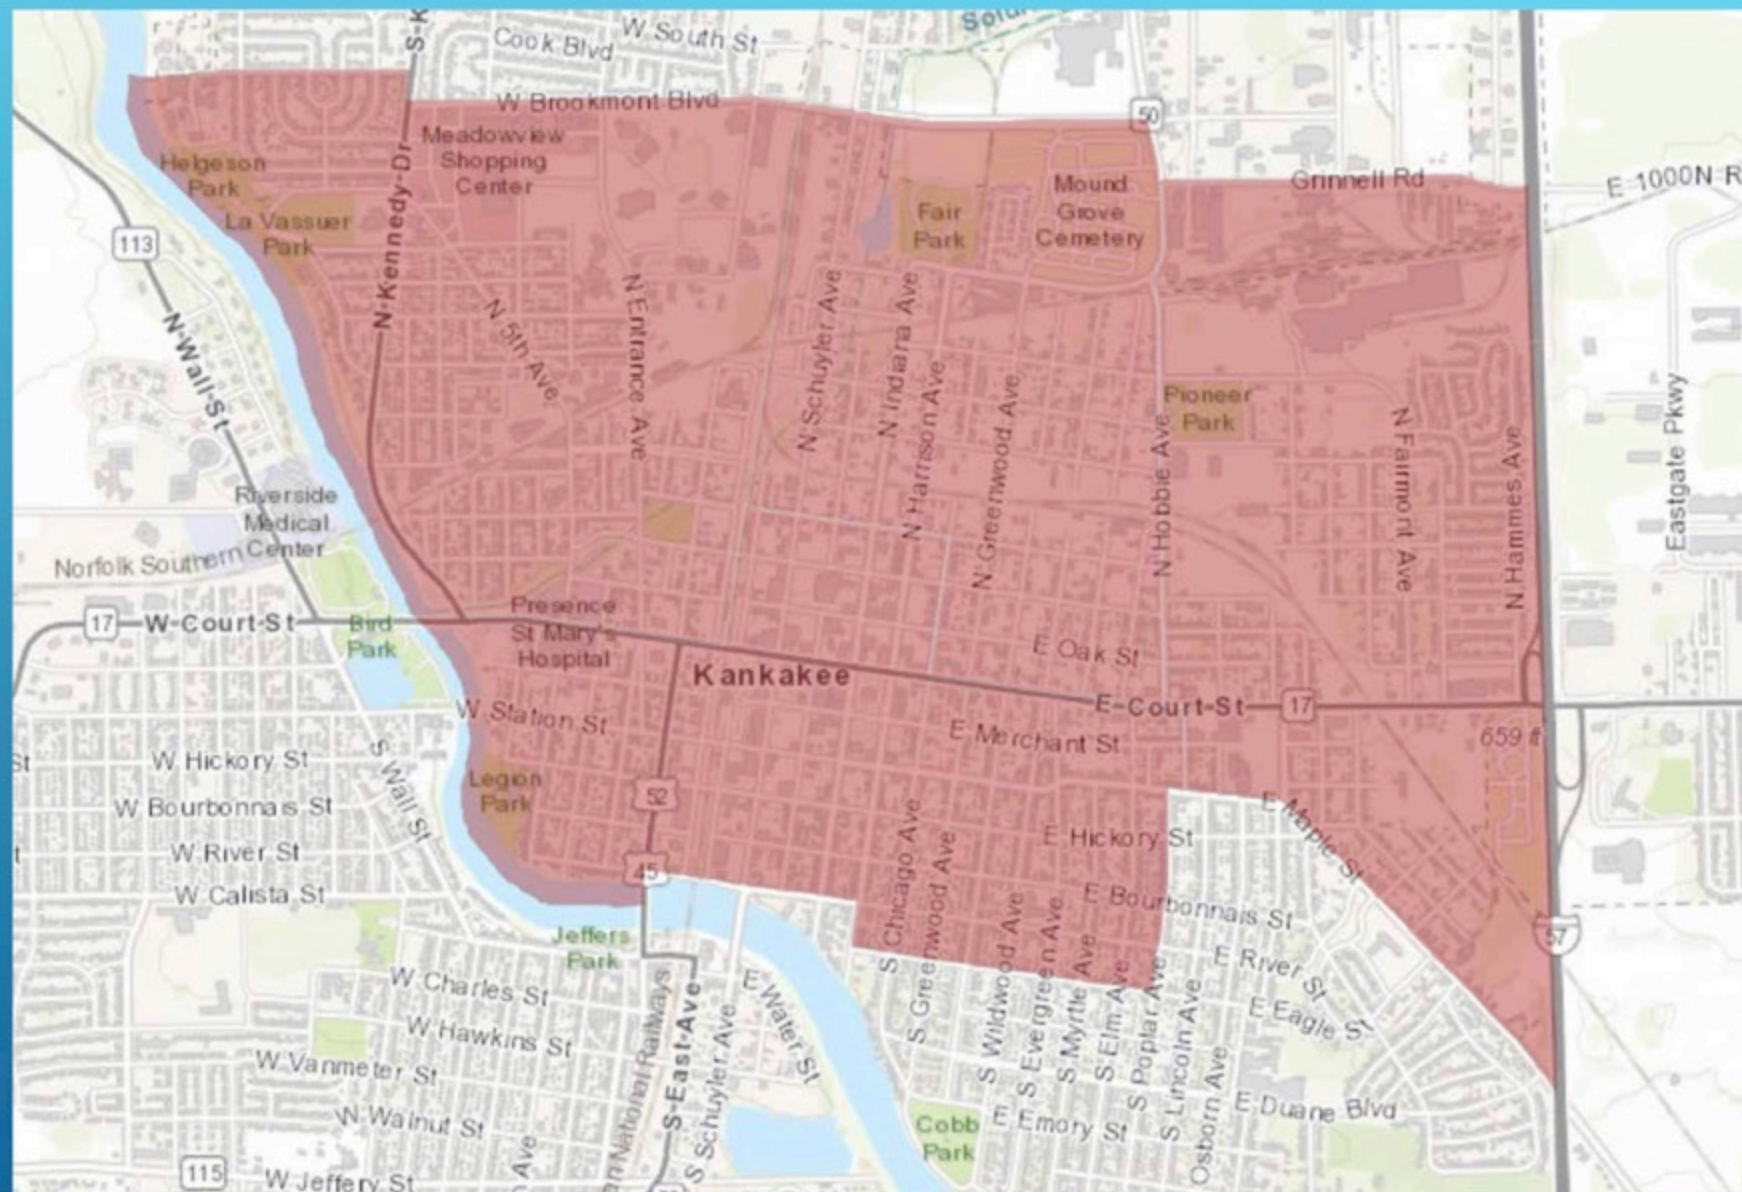 S-K
Cook Blvd
W South St
W Brookmont Blvd
50
Meadowview
Shopping
Center
Helgeson
Park
La Vassuer
Park
Fair
Park
Mound
Grove
Cemetery
Grinnell Rd
E 1000N R
113
N-Kennedy-Dr
N-Wall-St
N 5th Ave
N Entrance Ave
N Schuyler Ave
N Indiana Ave
N Harrison Ave
N Greenwood Ave
N Hobbie Ave
Pioneer
Park
N Fairmont Ave
N Hammes Ave
Eastgate Pkwy
Riverside
Medical
Center
Norfolk Southern
17
W-Court-St
Bird
Park
Presence
St Mary's
Hospital
Kankakee
E Oak St
E-Court-St
17
W Station St
E Merchant St
659 ft
St
W Hickory St
S Wall St
Legion
Park
W Bourbonnais St
E Maple St
E Hickory St
t
W River St
45
S Chicago Ave
S Greenwood Ave
W Calista St
E Bourbonnais St
57
Jeffers
Park
E River St
W Charles St
E Water St
E Eagle St
S Wildwood Ave
S Evergreen Ave
S Myrtle Ave
S Elm Ave
S Poplar Ave
S Lincoln Ave
Osborn Ave
W Hawkins St
an National Railways
S-East-Ave
S Schuyler Ave
W Vanmeter St
W Walnut St
E Duane Blvd
Cobb
Park
E Emory St
115
W Jeffery St
n Ave